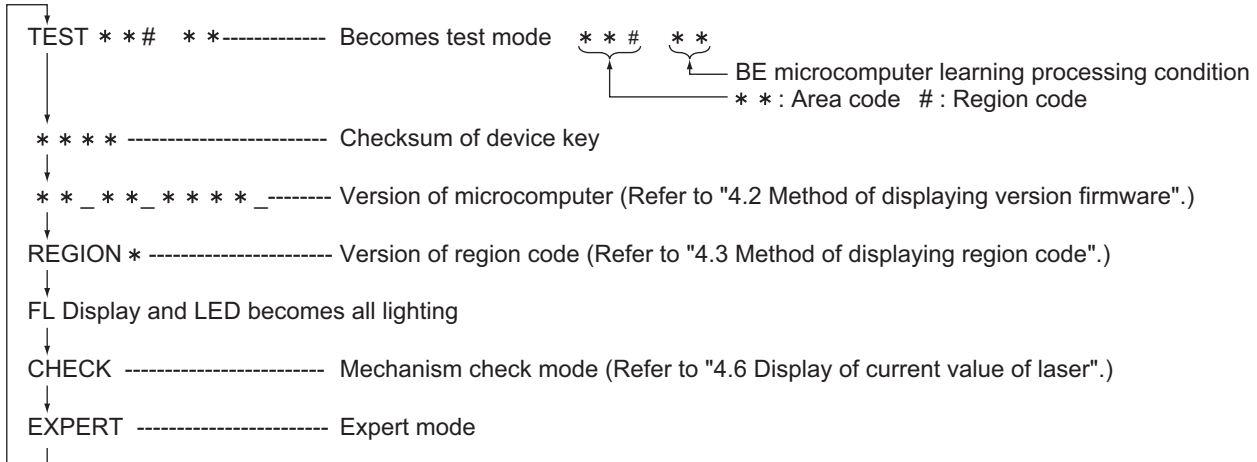 TEST ＊＊#　＊＊------------- Becomes test mode　＊＊#　＊＊
BE microcomputer learning processing condition
＊＊ : Area code　# : Region code
＊＊＊＊ ------------------------- Checksum of device key
＊＊_＊＊_＊＊＊＊_-------- Version of microcomputer (Refer to "4.2 Method of displaying version firmware".)
REGION＊ ----------------------- Version of region code (Refer to "4.3 Method of displaying region code".)
FL Display and LED becomes all lighting
CHECK ------------------------- Mechanism check mode (Refer to "4.6 Display of current value of laser".)
EXPERT ------------------------ Expert mode